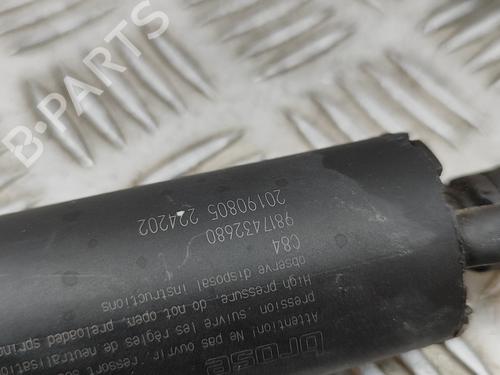 brose
Attention! Ne pas ouvrir, ressort sous
pression, suivre les règles de neutralisation
High pressure, do not open, preloaded spring
observe disposal instructions
C84
9817432680
20190805 224202
B-PARTS